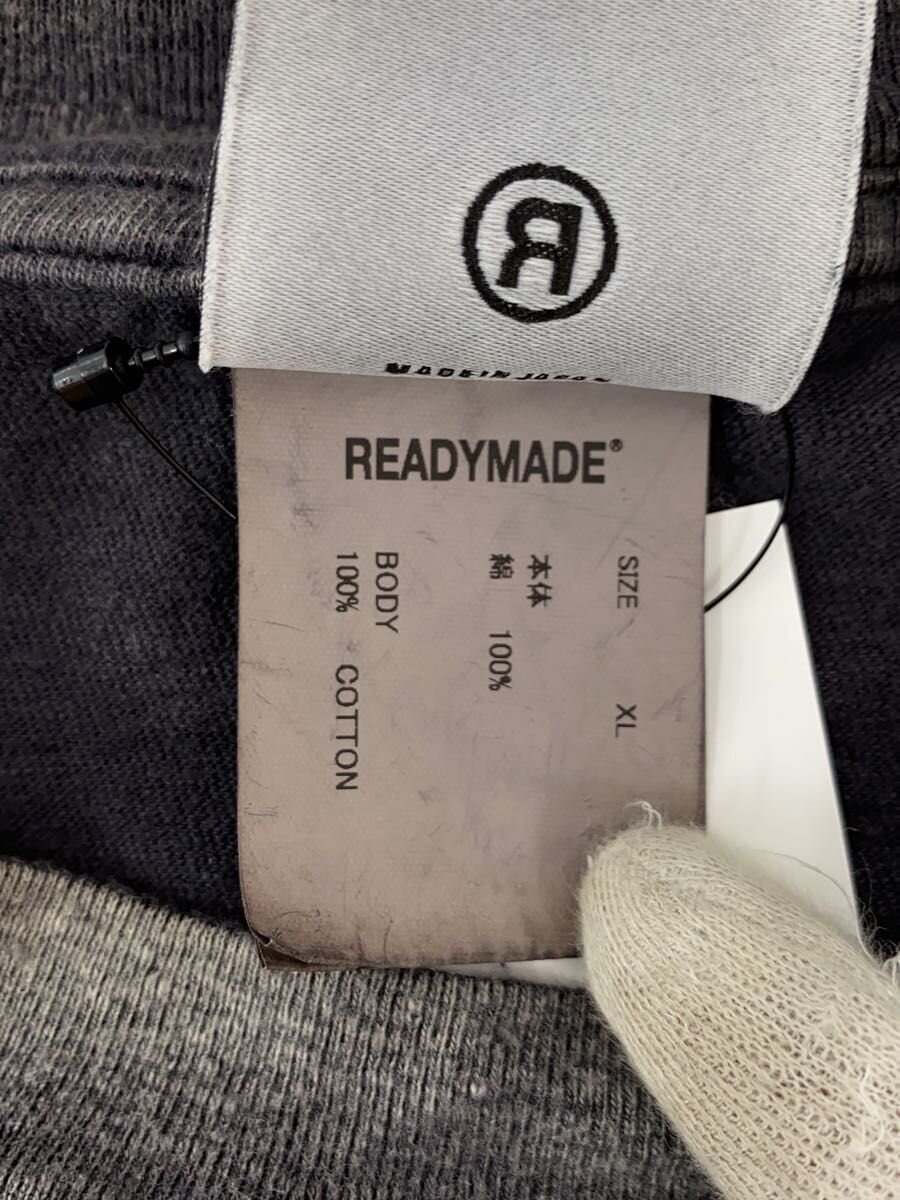 R
MADE IN JAPAN
READYMADE®
SIZE XL
本体
綿 100%
BODY
100% COTTON